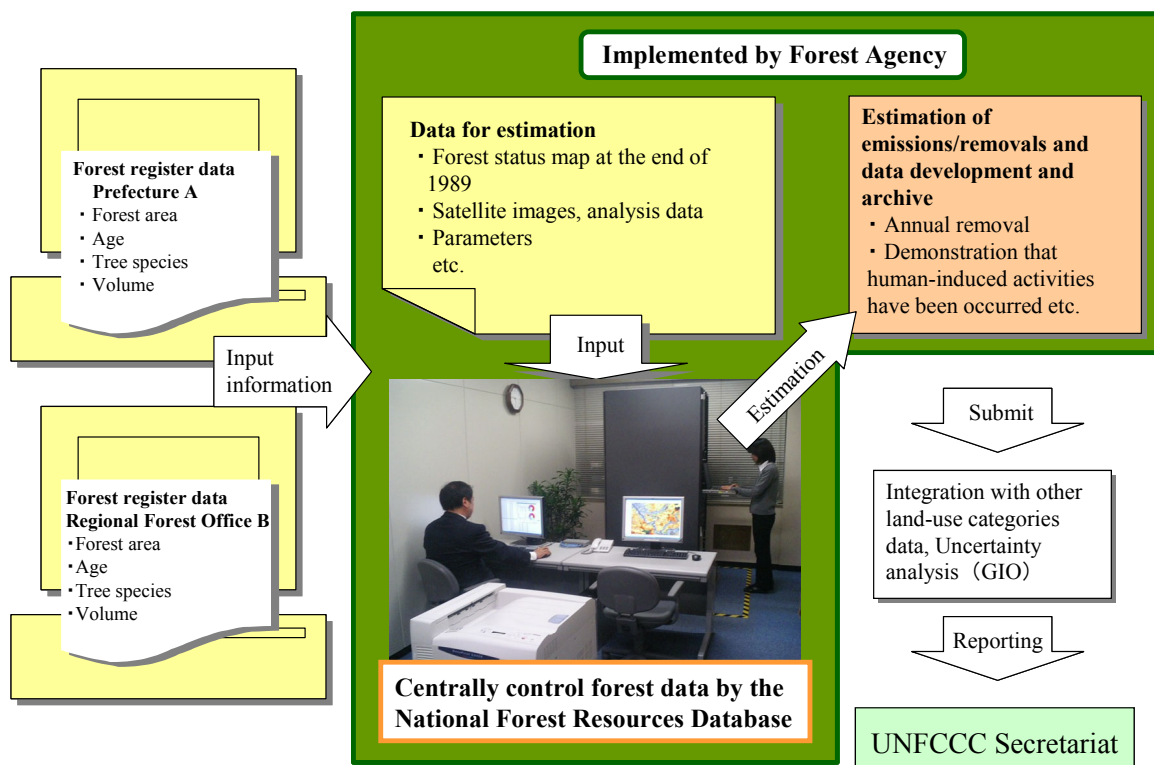 Implemented by Forest Agency
Forest register data
Prefecture A
・Forest area
・Age
・Tree species
・Volume
Forest register data
Regional Forest Office B
・Forest area
・Age
・Tree species
・Volume
Input
information
Data for estimation
・Forest status map at the end of
1989
・Satellite images, analysis data
・Parameters
etc.
Input
Centrally control forest data by the
National Forest Resources Database
Estimation
Estimation of
emissions/removals and
data development and
archive
・Annual removal
・Demonstration that
human-induced activities
have been occurred etc.
Submit
Integration with other
land-use categories
data, Uncertainty
analysis（GIO）
Reporting
UNFCCC Secretariat